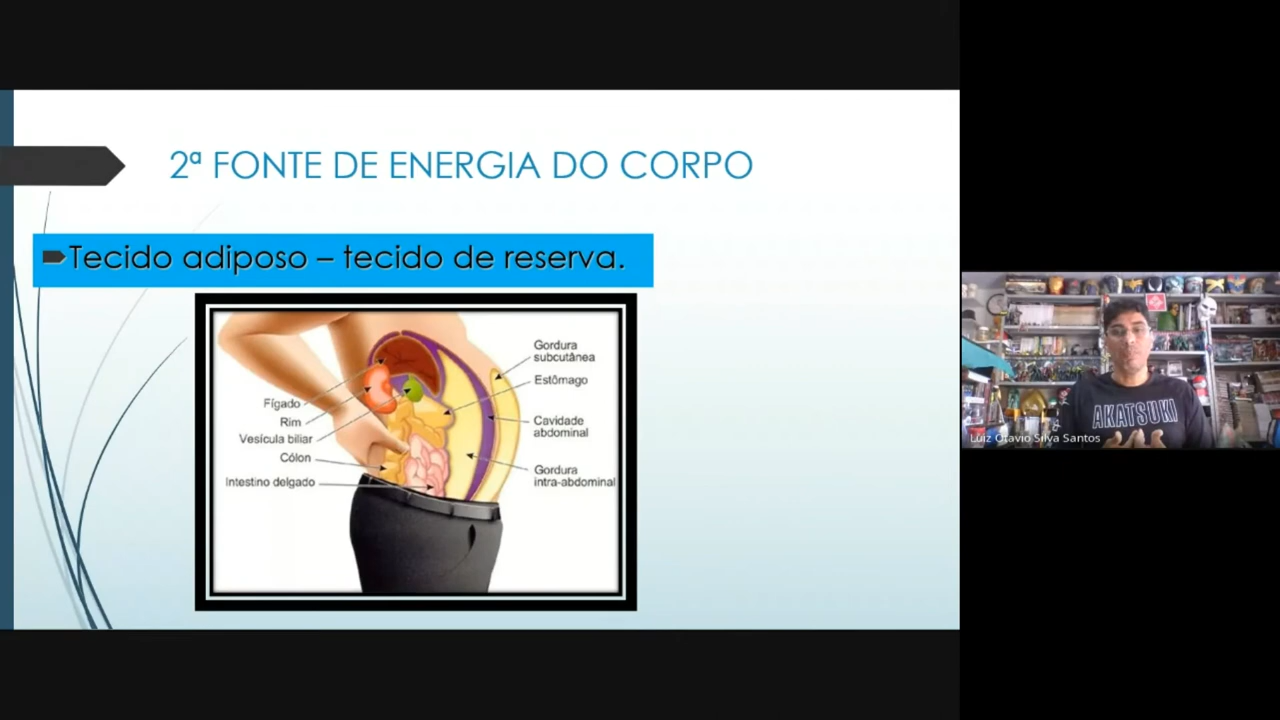 2ª FONTE DE ENERGIA DO CORPO
Tecido adiposo – tecido de reserva.
Gordura
subcutânea
Estômago
Cavidade
abdominal
Gordura
intra-abdominal
Fígado
Rim
Vesícula biliar
Cólon
Intestino delgado
AKATSUKI
Luiz Otavio Silva Santos